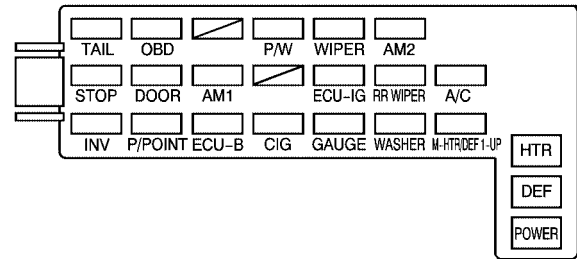 TAIL OBD P/W WIPER AM2
STOP DOOR AM1 ECU-IG RR WIPER A/C
INV P/POINT ECU-B CIG GAUGE WASHER M-HTR/DEF 1-UP
HTR
DEF
POWER